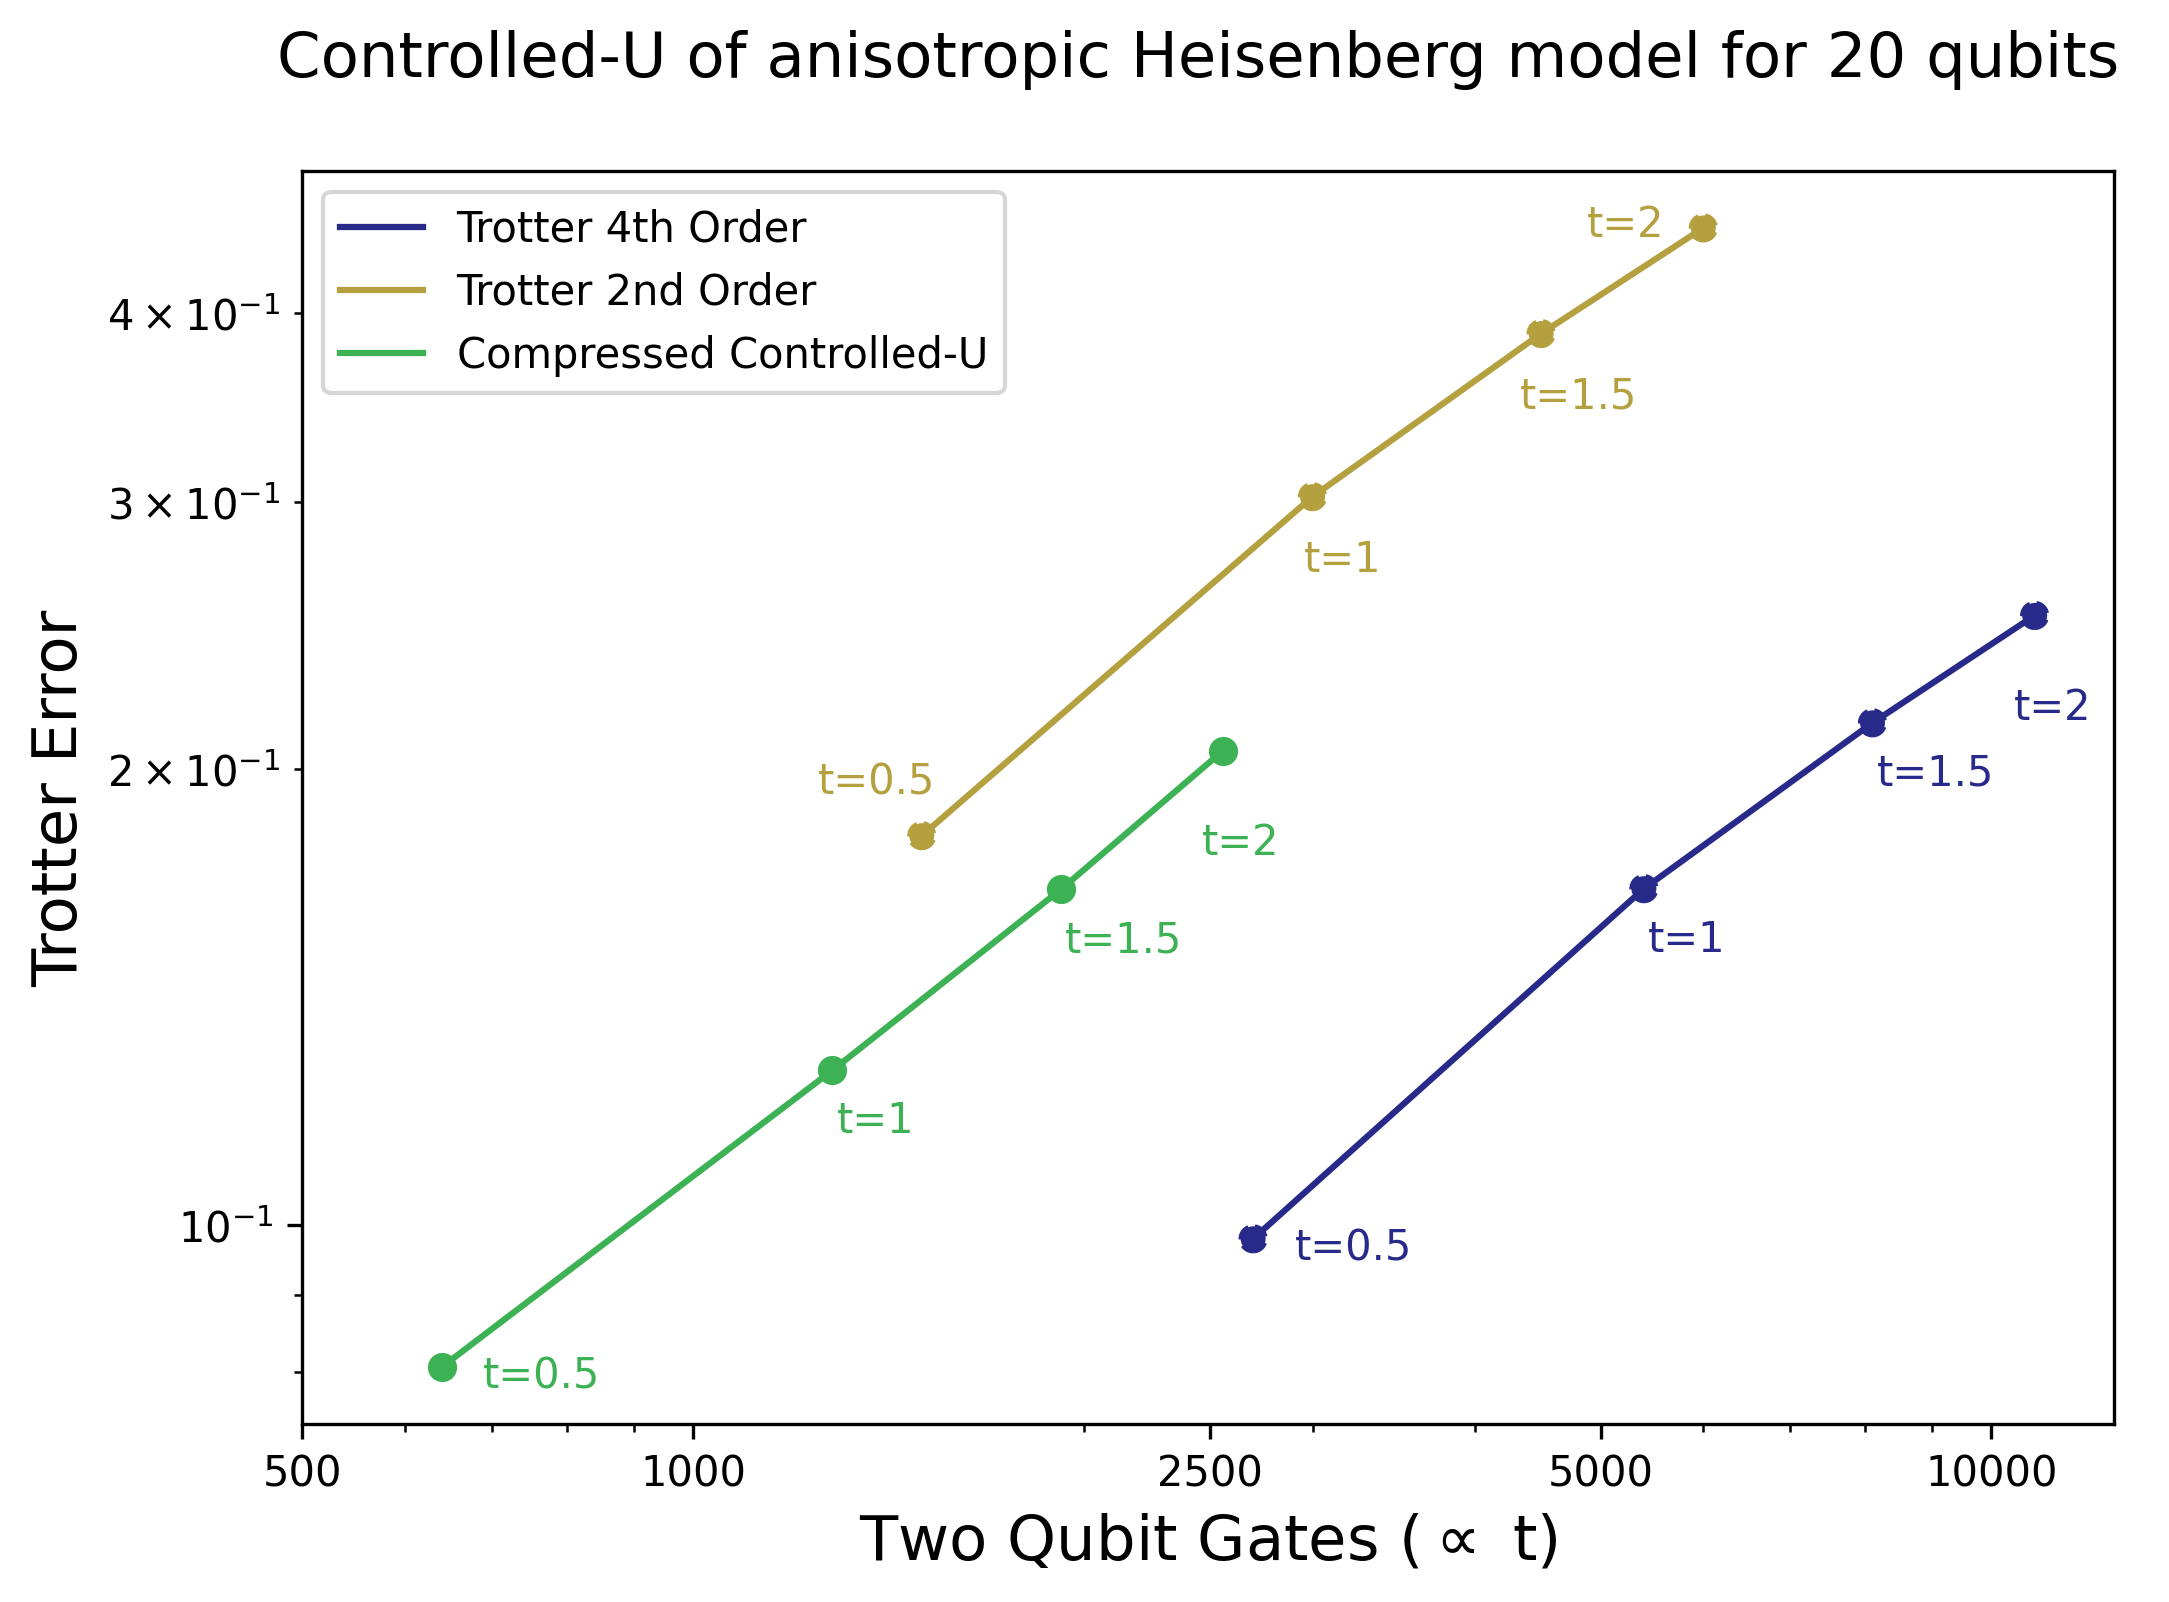 Controlled-U of anisotropic Heisenberg model for 20 qubits
Trotter 4th Order
Trotter 2nd Order
Compressed Controlled-U
t=2
t=1.5
t=1
t=0.5
t=2
t=1.5
t=1
t=0.5
t=2
t=1.5
t=1
t=0.5
Trotter Error
4 × 10⁻¹
3 × 10⁻¹
2 × 10⁻¹
10⁻¹
500 1000 2500 5000 10000
Two Qubit Gates (∝ t)